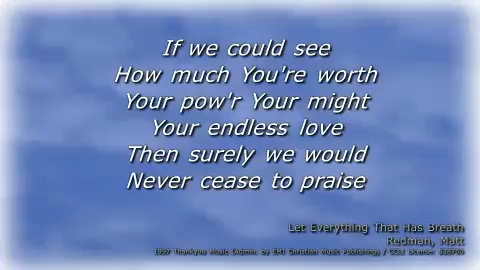 If we could see
How much You're worth
Your pow'r Your might
Your endless love
Then surely we would
Never cease to praise
Let Everything That Has Breath
Redman, Matt
1997 Thankyou Music (Admin. by EMI Christian Music Publishing) / CCLI License: